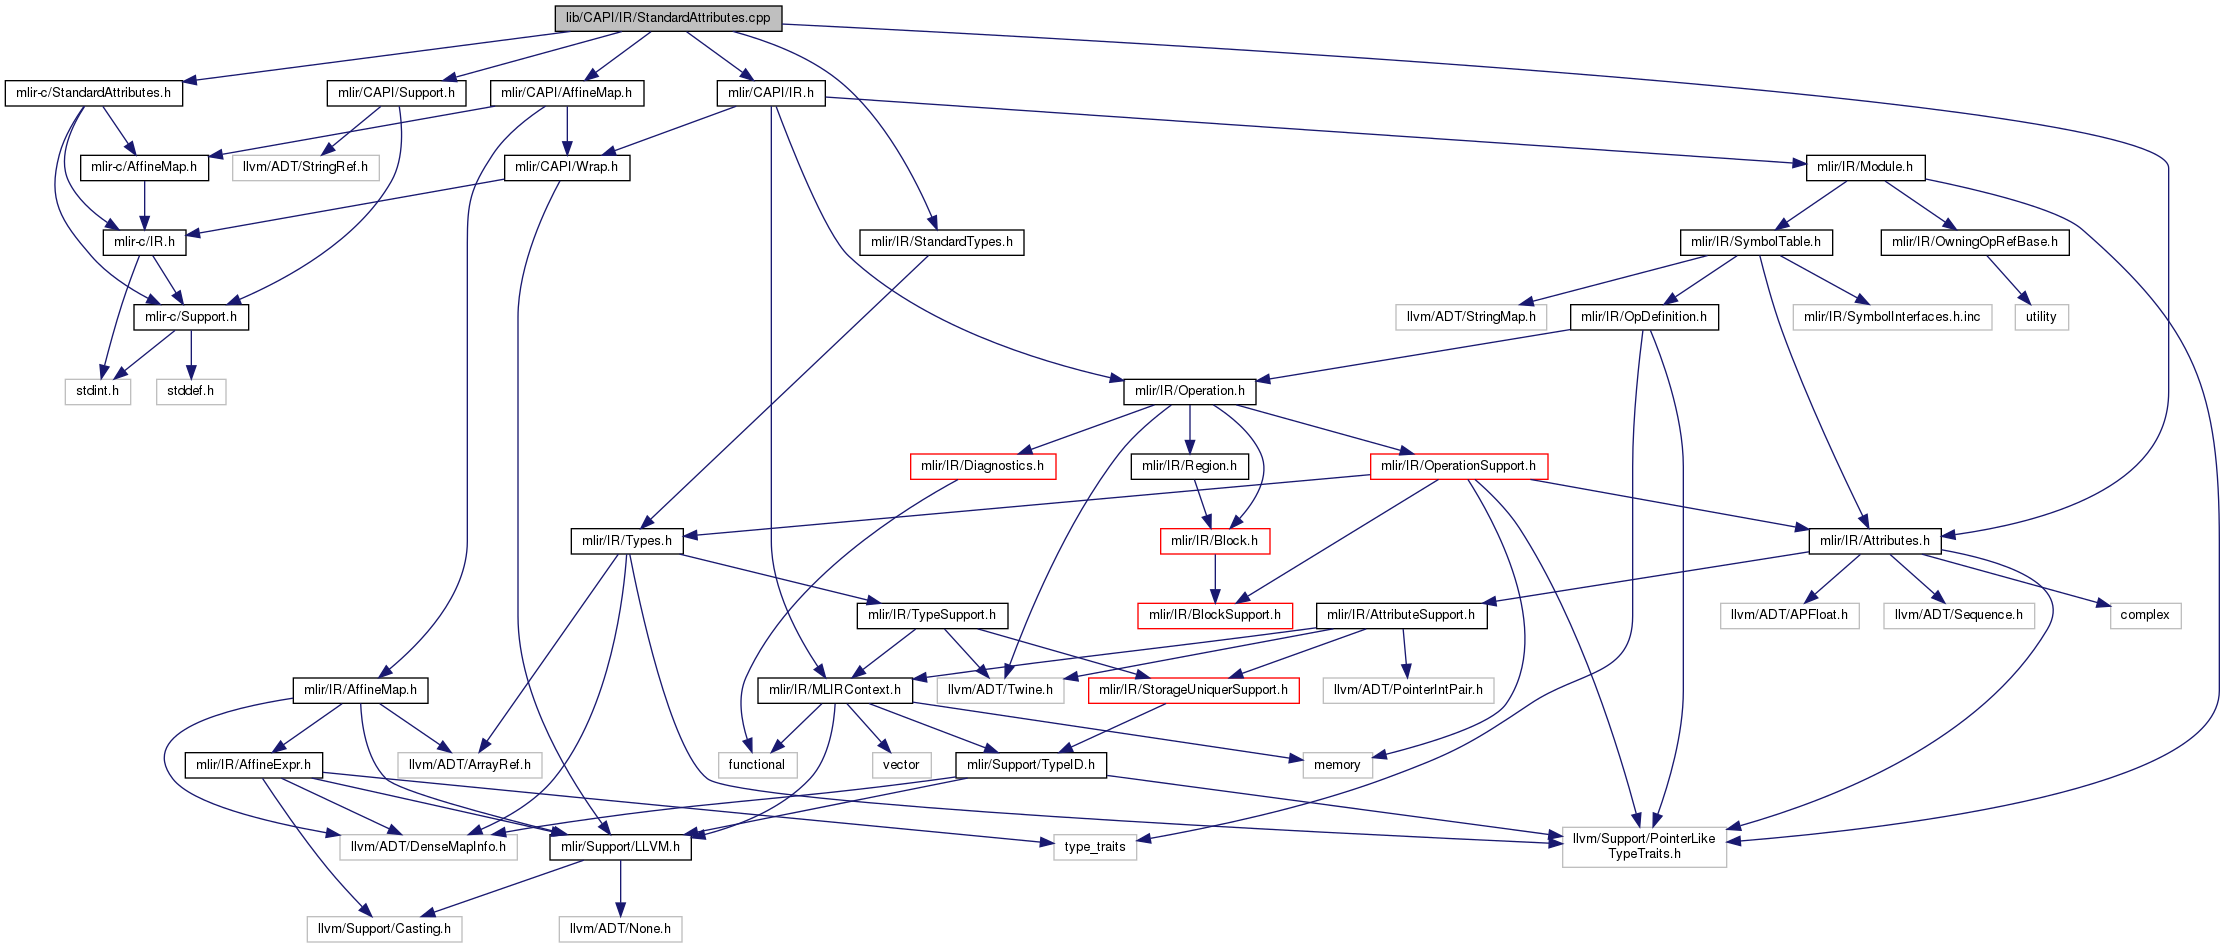 lib/CAPI/IR/StandardAttributes.cpp
mlir-c/StandardAttributes.h
mlir/CAPI/Support.h
mlir/CAPI/AffineMap.h
mlir/CAPI/IR.h
mlir-c/AffineMap.h
llvm/ADT/StringRef.h
mlir/CAPI/Wrap.h
mlir/IR/Module.h
mlir-c/IR.h
mlir/IR/StandardTypes.h
mlir/IR/SymbolTable.h
mlir/IR/OwningOpRefBase.h
mlir-c/Support.h
llvm/ADT/StringMap.h
mlir/IR/OpDefinition.h
mlir/IR/SymbolInterfaces.h.inc
utility
stdint.h
stddef.h
mlir/IR/Operation.h
mlir/IR/Diagnostics.h
mlir/IR/Region.h
mlir/IR/OperationSupport.h
mlir/IR/Types.h
mlir/IR/Block.h
mlir/IR/Attributes.h
mlir/IR/TypeSupport.h
mlir/IR/BlockSupport.h
mlir/IR/AttributeSupport.h
llvm/ADT/APFloat.h
llvm/ADT/Sequence.h
complex
mlir/IR/AffineMap.h
mlir/IR/MLIRContext.h
llvm/ADT/Twine.h
mlir/IR/StorageUniquerSupport.h
llvm/ADT/PointerIntPair.h
mlir/IR/AffineExpr.h
llvm/ADT/ArrayRef.h
functional
vector
mlir/Support/TypeID.h
memory
llvm/ADT/DenseMapInfo.h
mlir/Support/LLVM.h
type_traits
llvm/Support/PointerLike
TypeTraits.h
llvm/Support/Casting.h
llvm/ADT/None.h